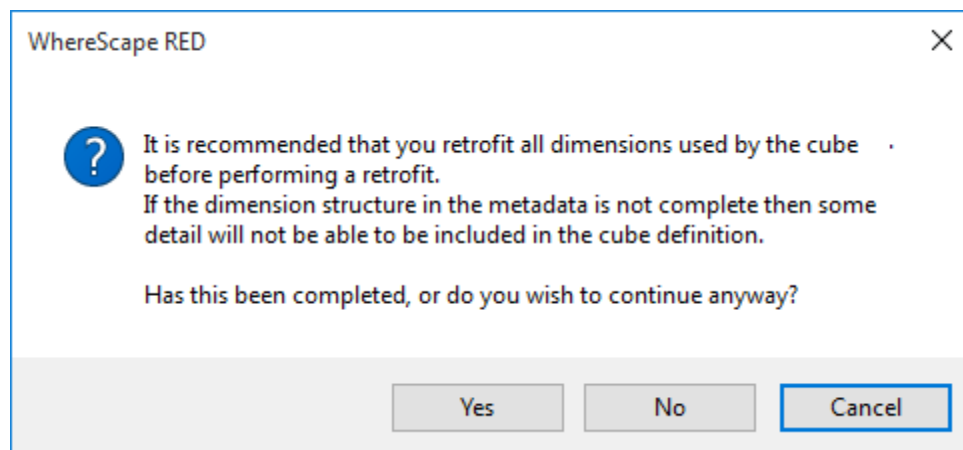 WhereScape RED
It is recommended that you retrofit all dimensions used by the cube
before performing a retrofit.
If the dimension structure in the metadata is not complete then some
detail will not be able to be included in the cube definition.
Has this been completed, or do you wish to continue anyway?
Yes No Cancel